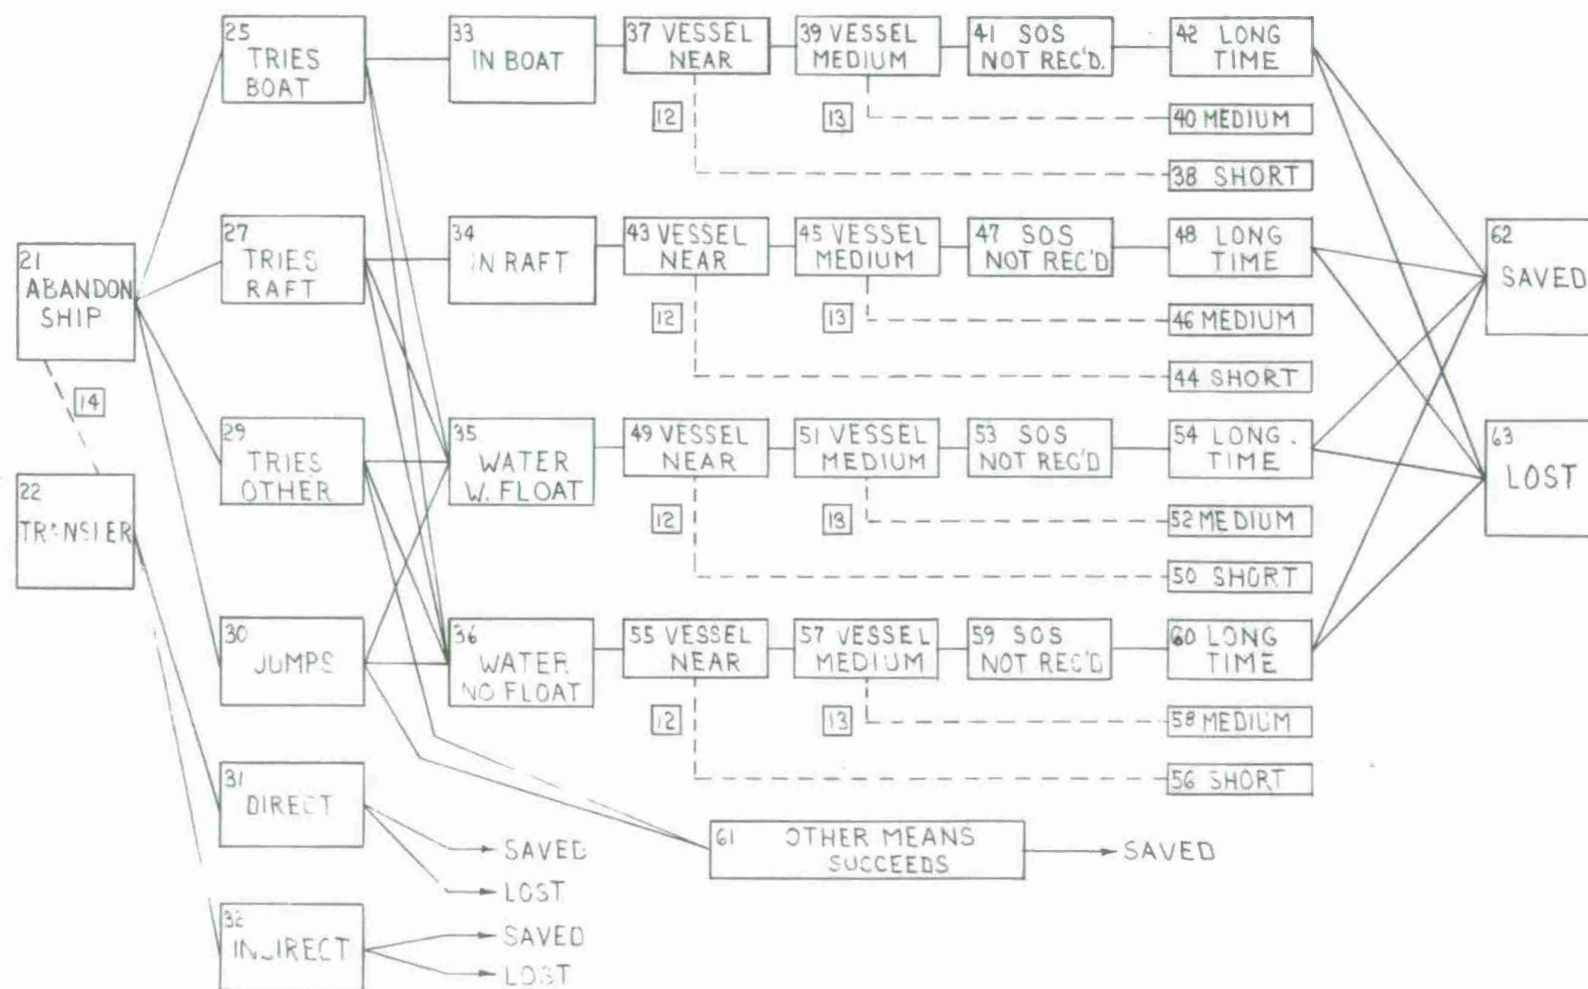 25
TRIES
BOAT
33
IN BOAT
37 VESSEL
NEAR
39 VESSEL
MEDIUM
41 SOS
NOT REC'D.
42 LONG
TIME
12
13
40 MEDIUM
38 SHORT
21
ABANDON
SHIP
27
TRIES
RAFT
34
IN RAFT
43 VESSEL
NEAR
45 VESSEL
MEDIUM
47 SOS
NOT REC'D
48 LONG
TIME
12
13
46 MEDIUM
44 SHORT
62
SAVED
14
22
TRANSFER
29
TRIES
OTHER
35
WATER
W. FLOAT
49 VESSEL
NEAR
51 VESSEL
MEDIUM
53 SOS
NOT REC'D
54 LONG.
TIME
12
13
52 MEDIUM
50 SHORT
63
LOST
30
JUMPS
36
WATER
NO FLOAT
55 VESSEL
NEAR
57 VESSEL
MEDIUM
59 SOS
NOT REC'D
60 LONG
TIME
12
13
58 MEDIUM
56 SHORT
31
DIRECT
SAVED
LOST
61 OTHER MEANS
SUCCEEDS
SAVED
32
INDIRECT
SAVED
LOST